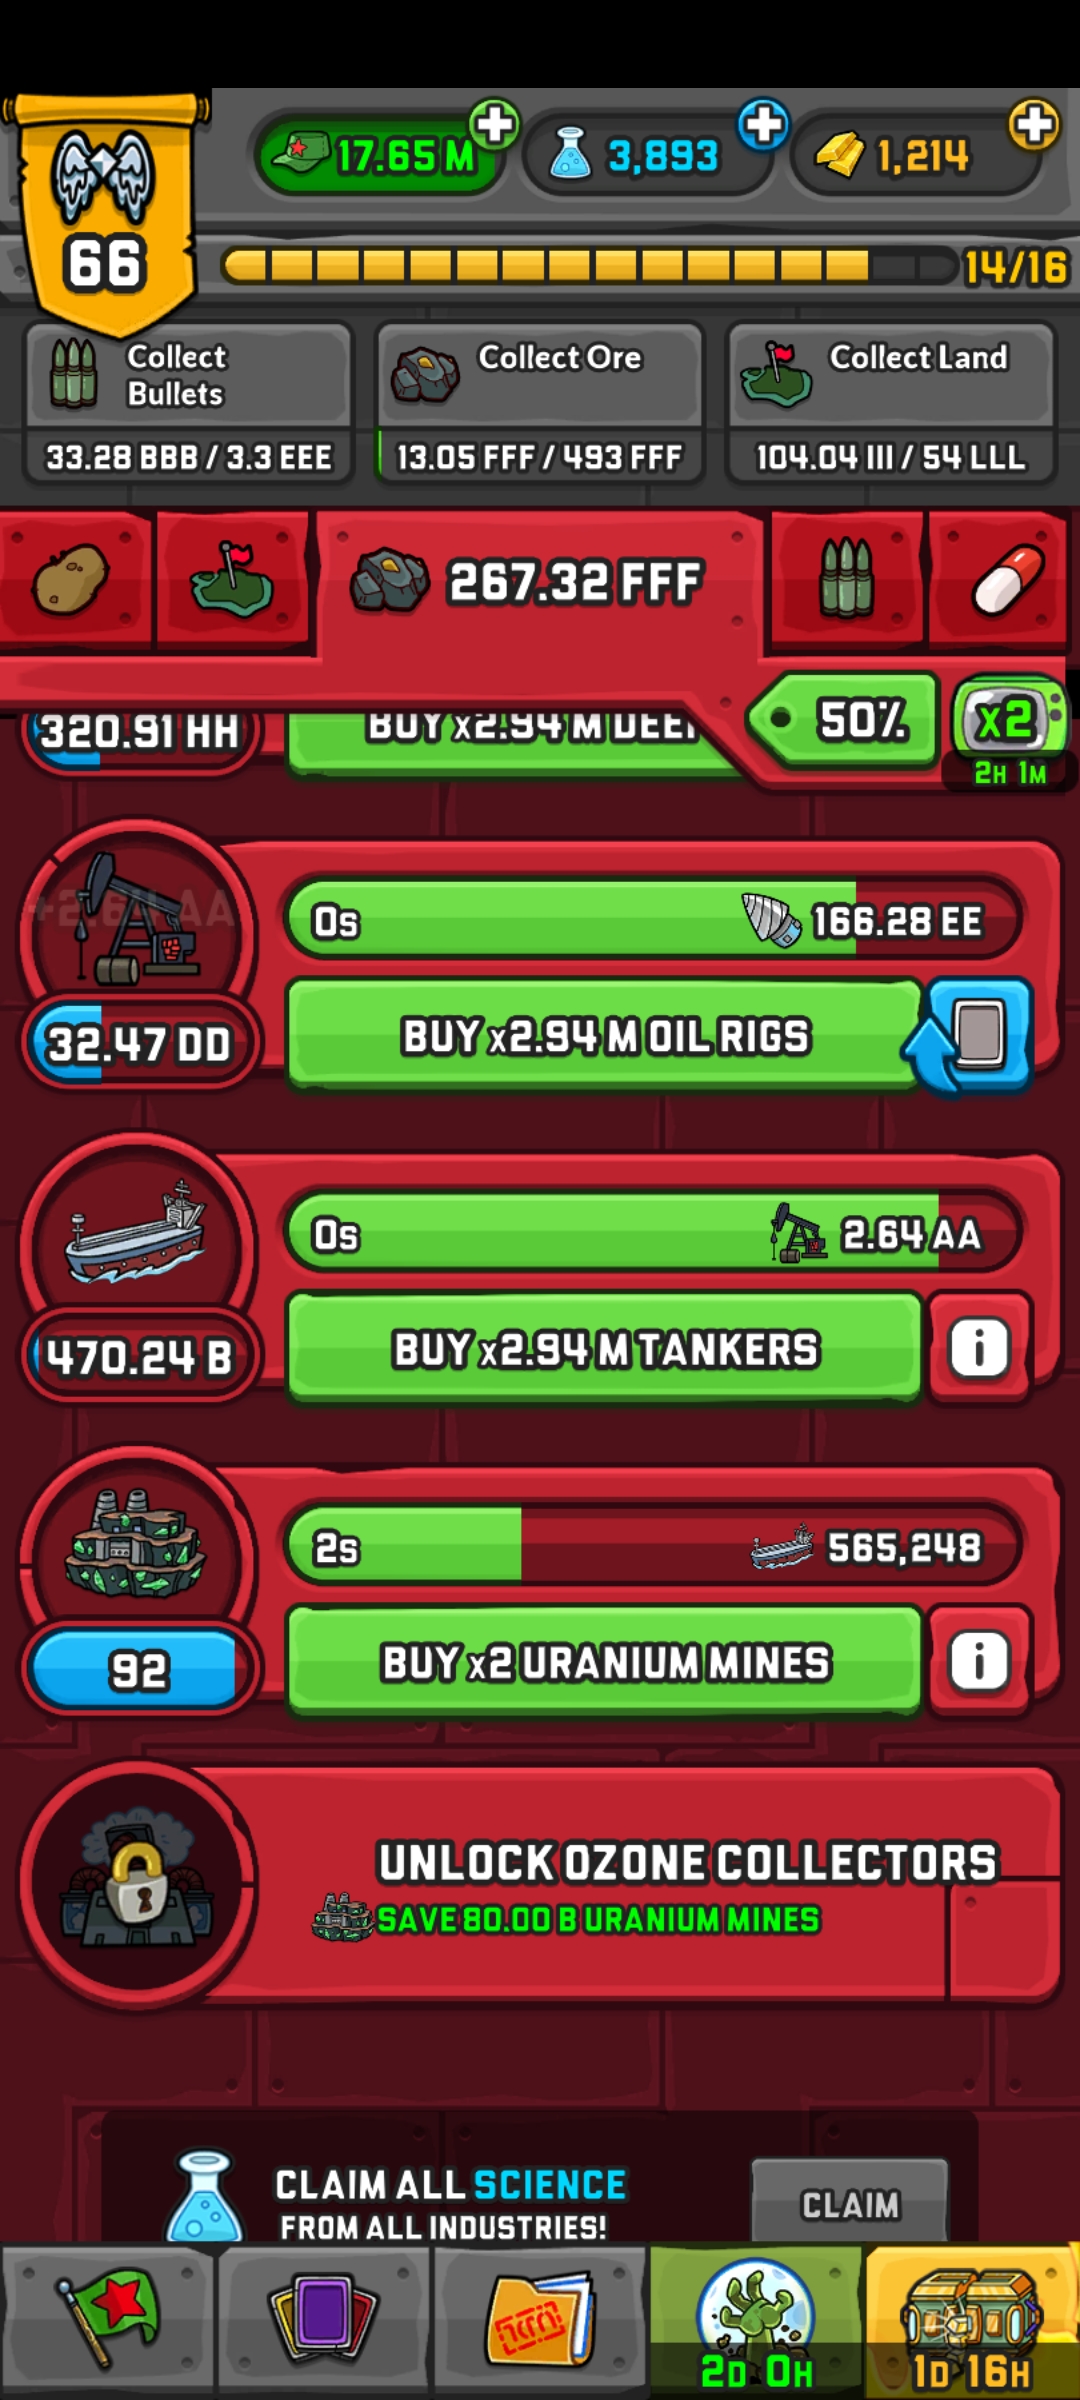 17.65 M
3,893
1,214
66
14/16
Collect
Bullets
33.28 BBB / 3.3 EEE
Collect Ore
13.05 FFF / 493 FFF
Collect Land
104.04 III / 54 LLL
267.32 FFF
50%
x2
2H 1M
320.91 HH
BUY x2.94 M
+2.64 AA
0s
166.28 EE
32.47 DD
BUY x2.94 M OIL RIGS
0s
2.64 AA
470.24 B
BUY x2.94 M TANKERS
i
2s
565,248
92
BUY x2 URANIUM MINES
i
UNLOCK OZONE COLLECTORS
SAVE 80.00 B URANIUM MINES
CLAIM ALL SCIENCE
FROM ALL INDUSTRIES!
CLAIM
2D 0H
1D 16H